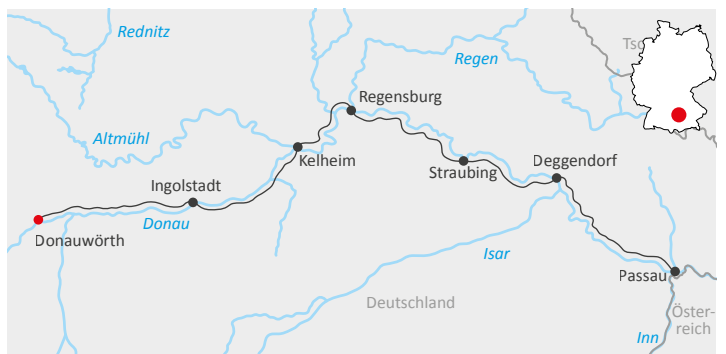 Rednitz
Tsc
Regen
Regensburg
Altmühl
Kelheim
Straubing
Deggendorf
Ingolstadt
Donau
Donauwörth
Isar
Passau
Deutschland
Öster-
reich
Inn